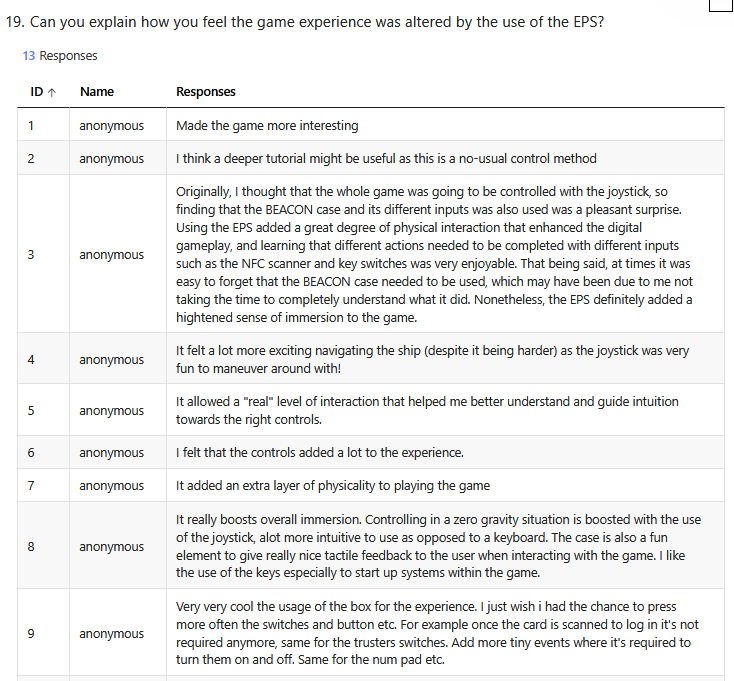 19. Can you explain how you feel the game experience was altered by the use of the EPS?
13 Responses
ID ↑ Name Responses
1 anonymous Made the game more interesting
2 anonymous I think a deeper tutorial might be useful as this is a no-usual control method
Originally, I thought that the whole game was going to be controlled with the joystick, so
finding that the BEACON case and its different inputs was also used was a pleasant surprise.
Using the EPS added a great degree of physical interaction that enhanced the digital
gameplay, and learning that different actions needed to be completed with different inputs
3 anonymous such as the NFC scanner and key switches was very enjoyable. That being said, at times it was
easy to forget that the BEACON case needed to be used, which may have been due to me not
taking the time to completely understand what it did. Nonetheless, the EPS definitely added a
hightened sense of immersion to the game.
4 anonymous It felt a lot more exciting navigating the ship (despite it being harder) as the joystick was very
fun to maneuver around with!
5 anonymous It allowed a "real" level of interaction that helped me better understand and guide intuition
towards the right controls.
6 anonymous I felt that the controls added a lot to the experience.
7 anonymous It added an extra layer of physicality to playing the game
It really boosts overall immersion. Controlling in a zero gravity situation is boosted with the use
of the joystick, alot more intuitive to use as opposed to a keyboard. The case is also a fun
8 anonymous element to give really nice tactile feedback to the user when interacting with the game. I like
the use of the keys especially to start up systems within the game.
Very very cool the usage of the box for the experience. I just wish i had the chance to press
more often the switches and button etc. For example once the card is scanned to log in it's not
9 anonymous required anymore, same for the trusters switches. Add more tiny events where it's required to
turn them on and off. Same for the num pad etc.